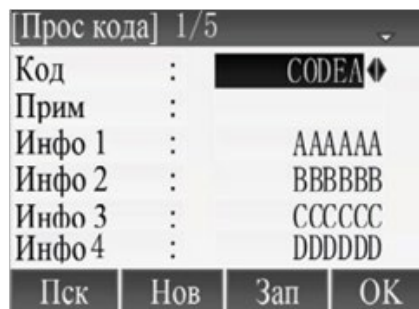 [Прос кода] 1/5
Код : CODEA
Прим :
Инфо 1 : AAAAAA
Инфо 2 : BBBBBB
Инфо 3 : CCCCCC
Инфо 4 : DDDDDD
Пск Нов Зап OK